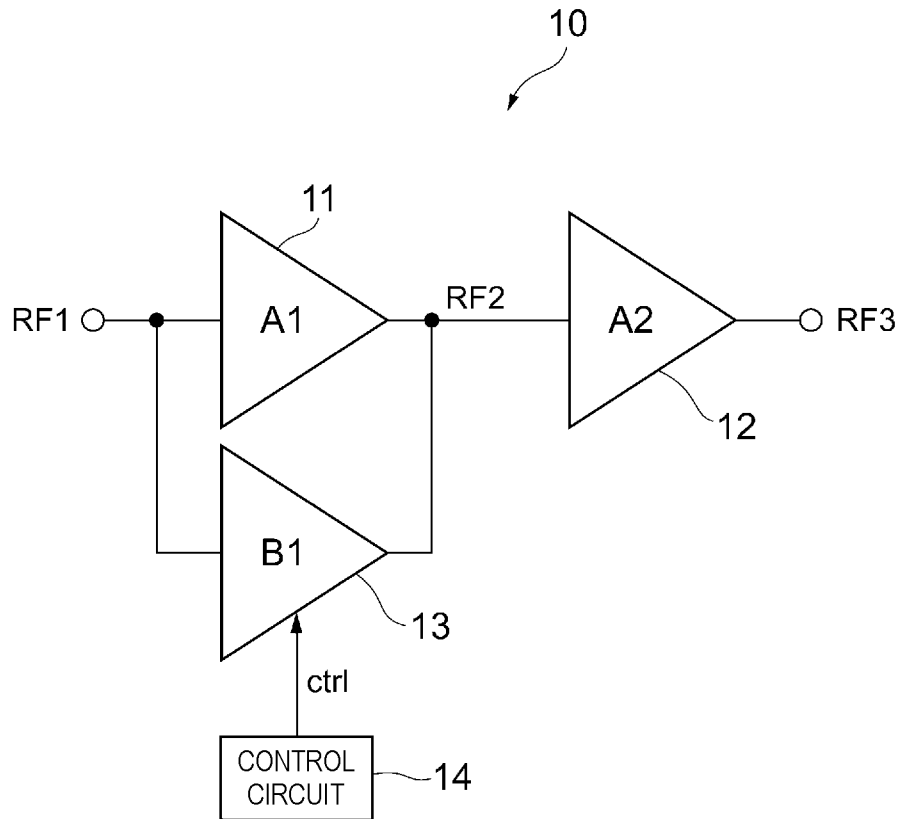 10
11
RF1
A1
RF2
A2
RF3
12
B1
13
ctrl
CONTROL
CIRCUIT
14